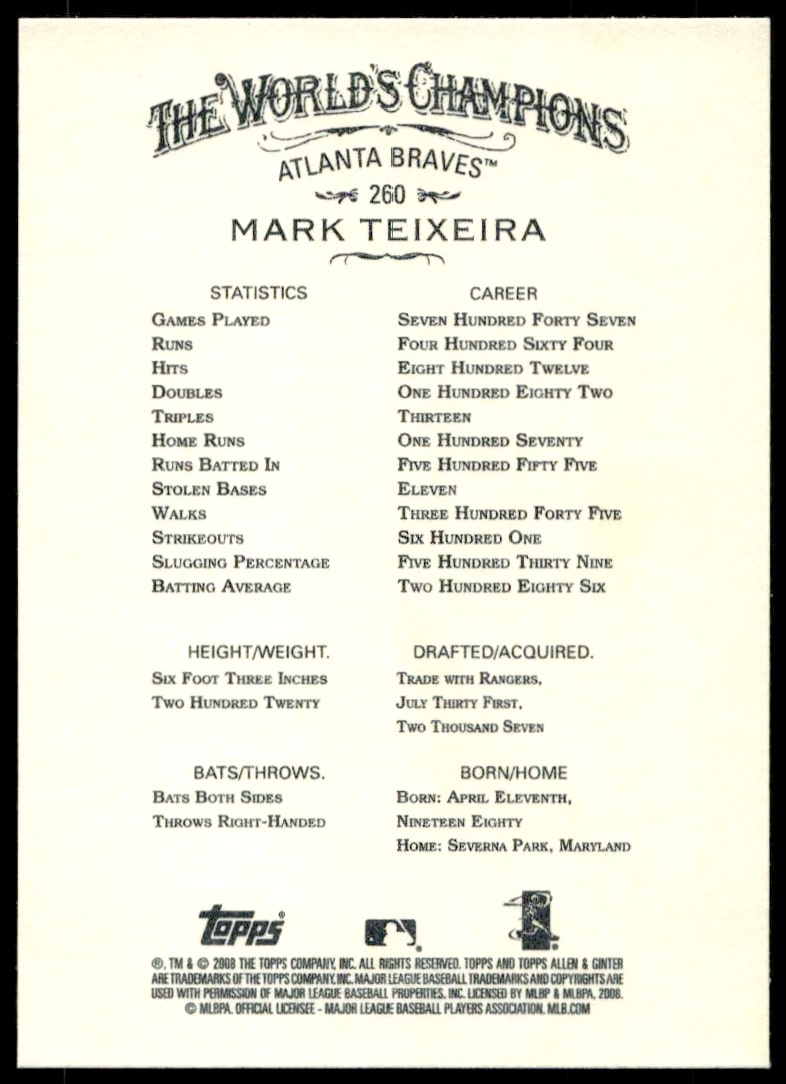 THE WORLD'S CHAMPIONS
ATLANTA BRAVES™
260
MARK TEIXEIRA
STATISTICS CAREER
GAMES PLAYED SEVEN HUNDRED FORTY SEVEN
RUNS FOUR HUNDRED SIXTY FOUR
HITS EIGHT HUNDRED TWELVE
DOUBLES ONE HUNDRED EIGHTY TWO
TRIPLES THIRTEEN
HOME RUNS ONE HUNDRED SEVENTY
RUNS BATTED IN FIVE HUNDRED FIFTY FIVE
STOLEN BASES ELEVEN
WALKS THREE HUNDRED FORTY FIVE
STRIKEOUTS SIX HUNDRED ONE
SLUGGING PERCENTAGE FIVE HUNDRED THIRTY NINE
BATTING AVERAGE TWO HUNDRED EIGHTY SIX
HEIGHT/WEIGHT.
SIX FOOT THREE INCHES
TWO HUNDRED TWENTY
DRAFTED/ACQUIRED.
TRADE WITH RANGERS,
JULY THIRTY FIRST,
TWO THOUSAND SEVEN
BATS/THROWS.
BATS BOTH SIDES
THROWS RIGHT-HANDED
BORN/HOME
BORN: APRIL ELEVENTH,
NINETEEN EIGHTY
HOME: SEVERNA PARK, MARYLAND
topps®
®, TM & © 2008 THE TOPPS COMPANY, INC. ALL RIGHTS RESERVED. TOPPS AND TOPPS ALLEN & GINTER
ARE TRADEMARKS OF THE TOPPS COMPANY, INC. MAJOR LEAGUE BASEBALL TRADEMARKS AND COPYRIGHTS ARE
USED WITH PERMISSION OF MAJOR LEAGUE BASEBALL PROPERTIES, INC. LICENSED BY MLBP & MLBPA, 2008.
© MLBPA. OFFICIAL LICENSEE - MAJOR LEAGUE BASEBALL PLAYERS ASSOCIATION. MLB.COM